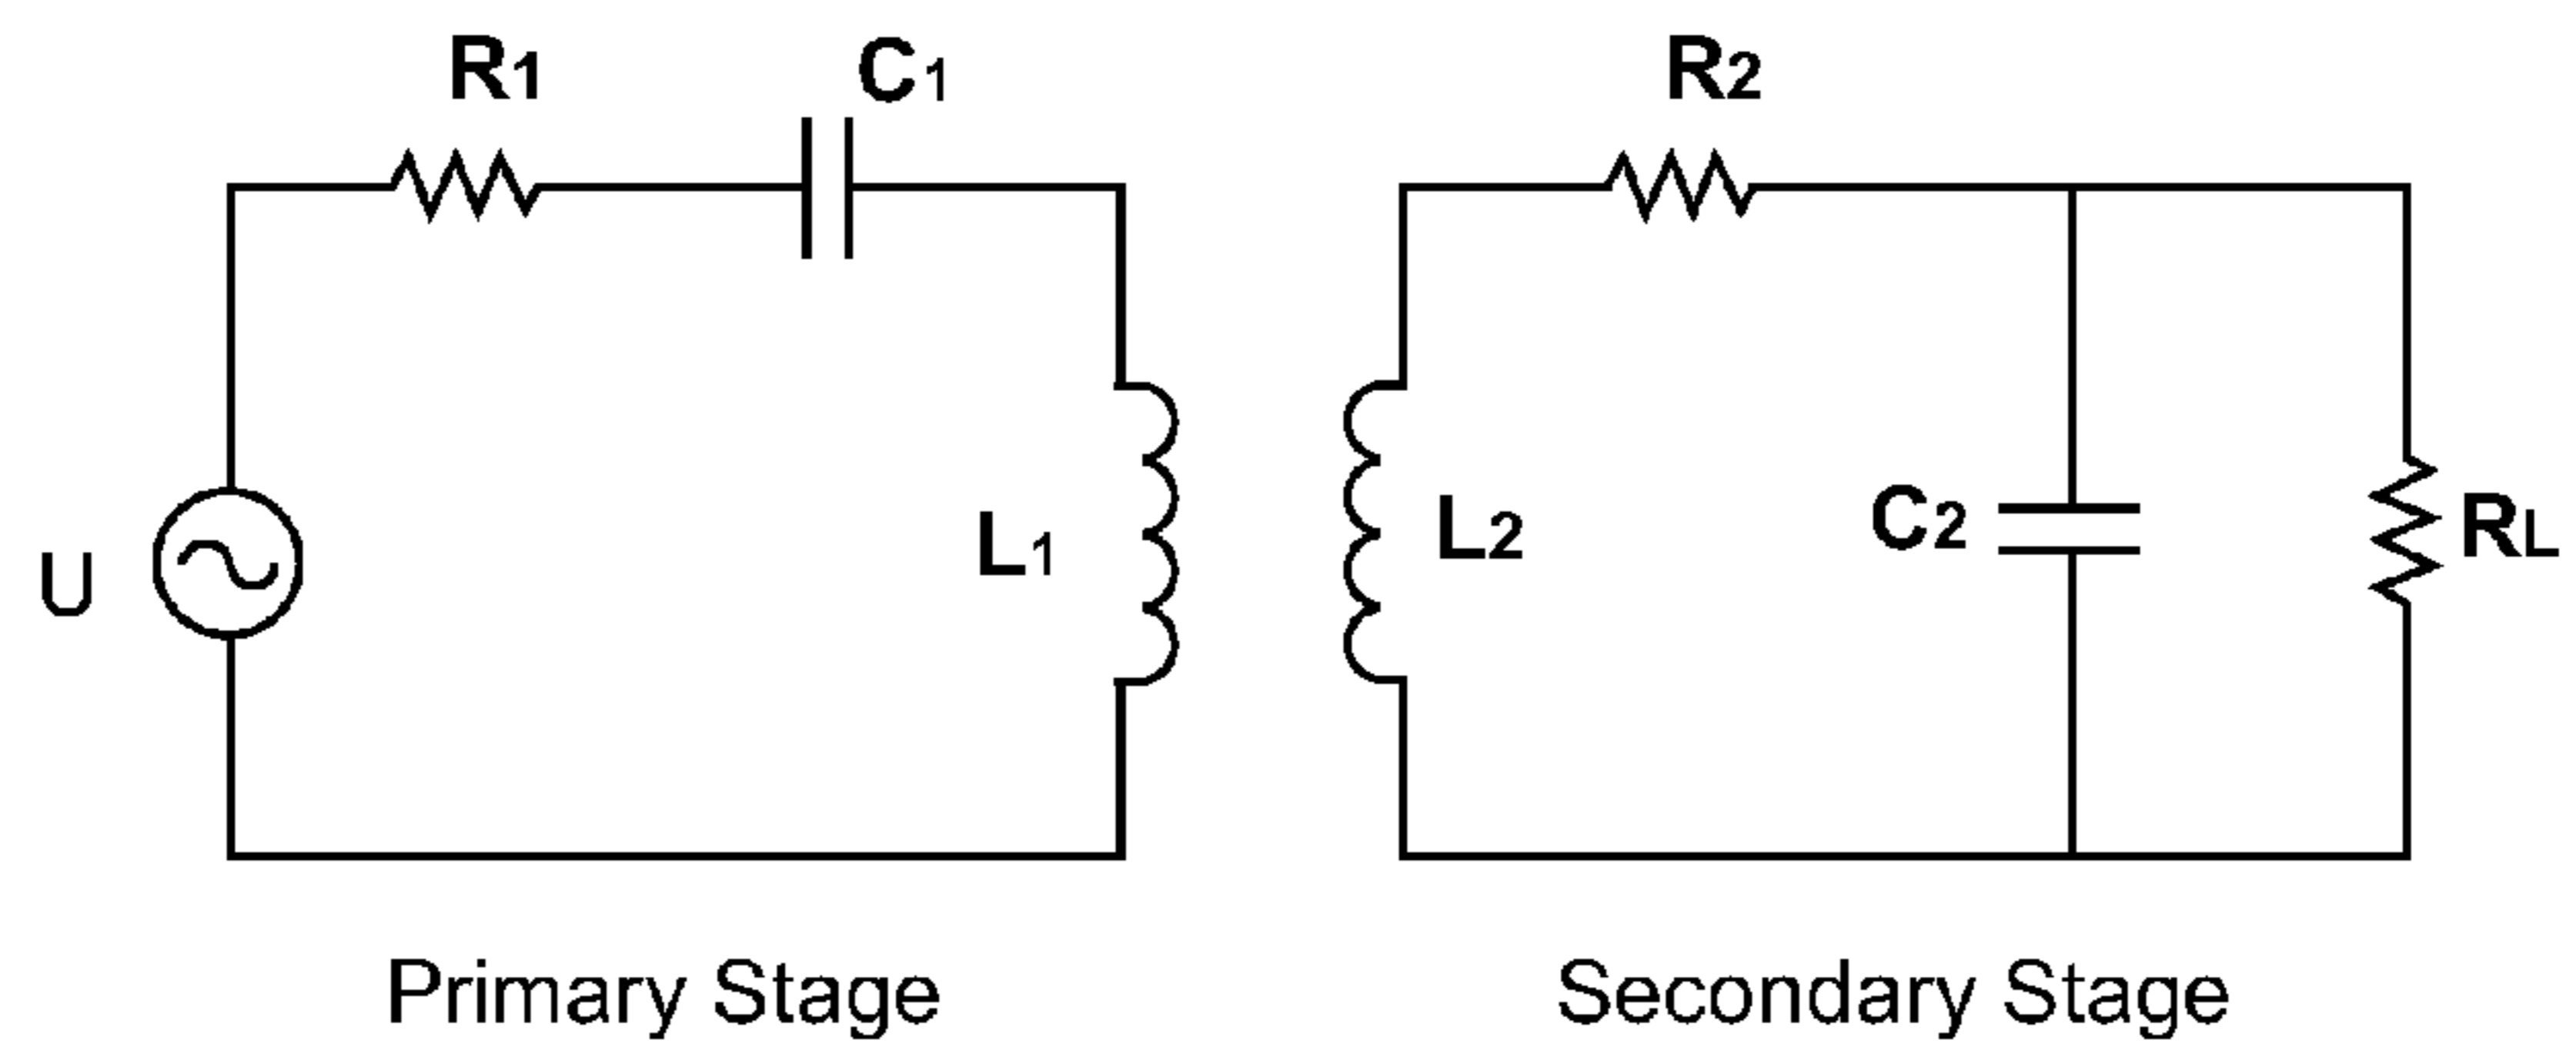 R1
C1
R2
U
L1
L2
C2
RL
Primary Stage
Secondary Stage